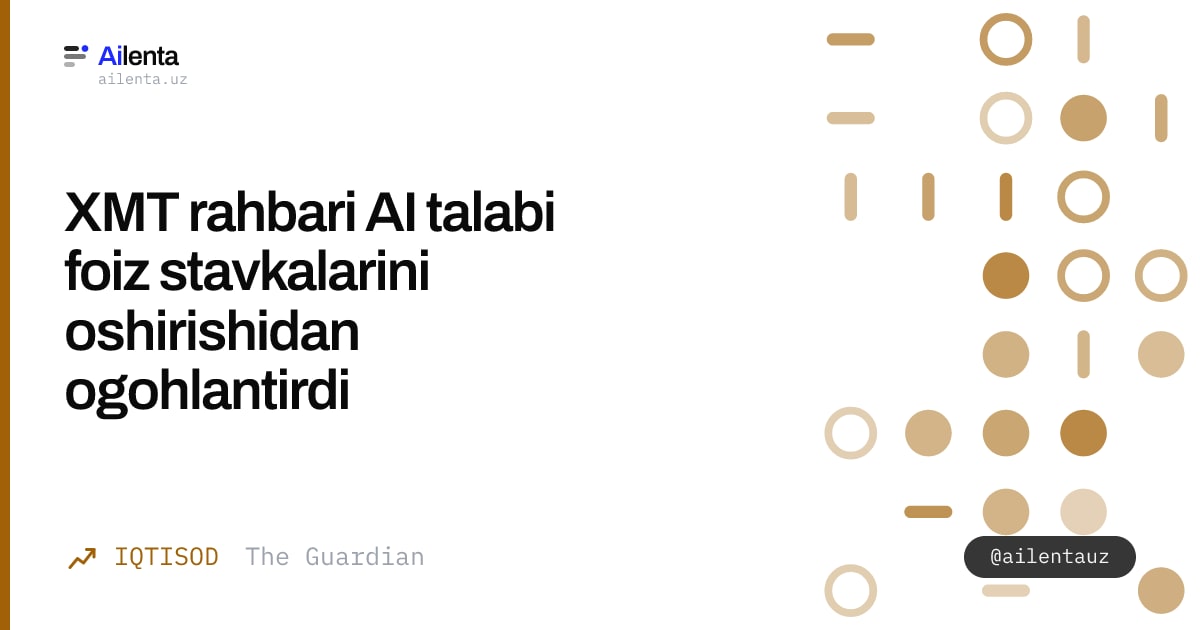 Ailenta
ailenta.uz
XMT rahbari AI talabi
foiz stavkalarini
oshirishidan
ogohlantirdi
IQTISOD The Guardian
@ailentauz